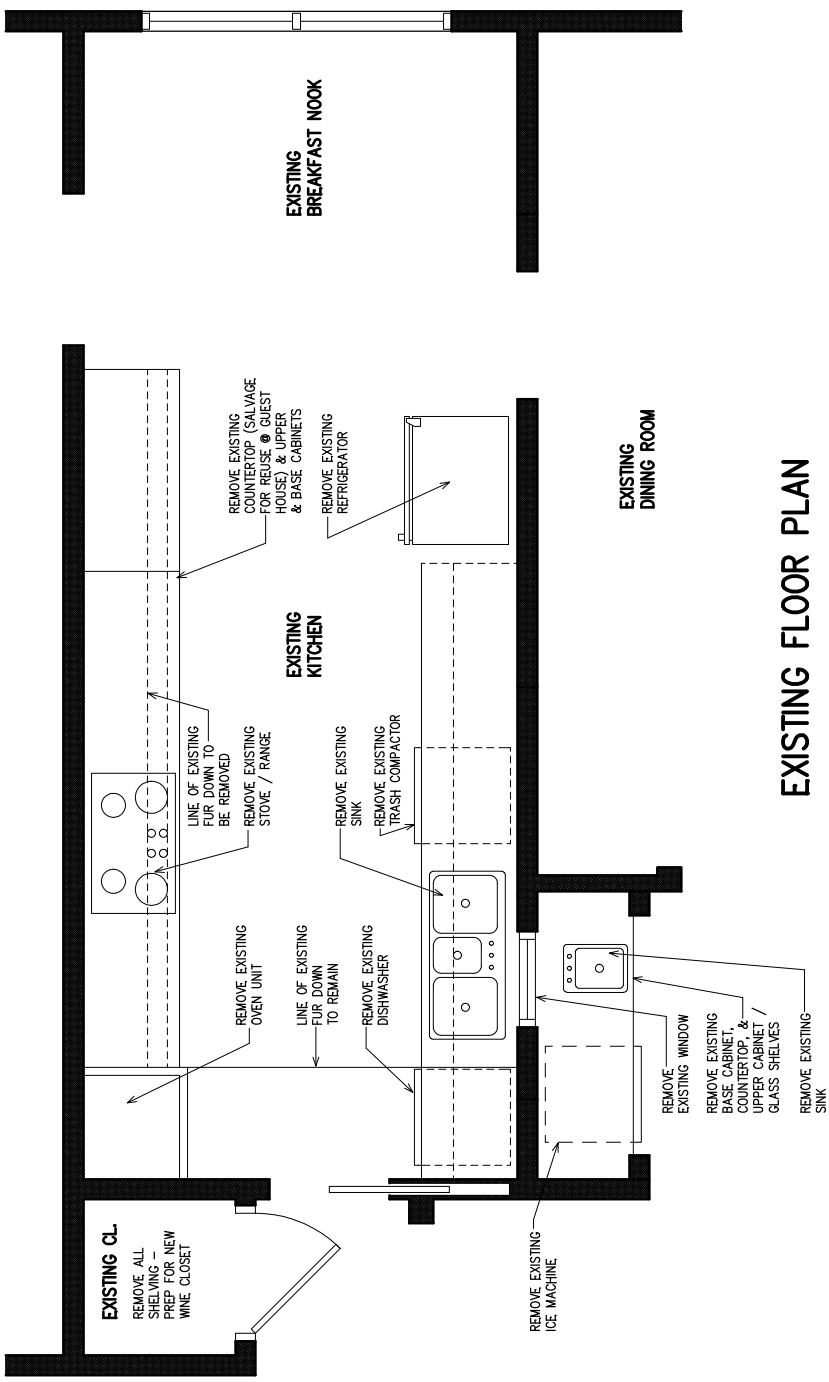 EXISTING CL.
REMOVE ALL
SHELVING –
PREP FOR NEW
WINE CLOSET
REMOVE EXISTING
OVEN UNIT
LINE OF EXISTING
FUR DOWN
TO REMAIN
REMOVE EXISTING
DISHWASHER
LINE OF EXISTING
FUR DOWN TO
BE REMOVED
REMOVE EXISTING
STOVE / RANGE
REMOVE EXISTING
SINK
REMOVE EXISTING
TRASH COMPACTOR
EXISTING
KITCHEN
REMOVE EXISTING
COUNTERTOP (SALVAGE
FOR REUSE @ GUEST
HOUSE) & UPPER
& BASE CABINETS
REMOVE EXISTING
REFRIGERATOR
EXISTING
BREAKFAST NOOK
REMOVE EXISTING
ICE MACHINE
REMOVE
EXISTING WINDOW
REMOVE EXISTING
BASE CABINET,
COUNTERTOP, &
UPPER CABINET /
GLASS SHELVES
REMOVE EXISTING
SINK
EXISTING
DINING ROOM
EXISTING FLOOR PLAN